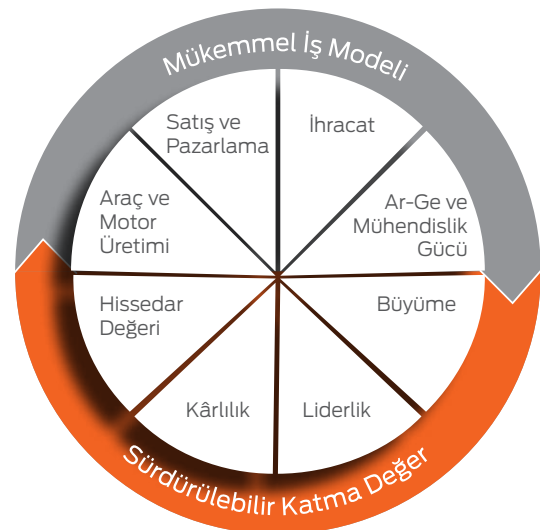 Mükemmel İş Modeli
Satış ve
Pazarlama
İhracat
Araç ve
Motor
Üretimi
Ar-Ge ve
Mühendislik
Gücü
Hissedar
Değeri
Büyüme
Kârlılık
Liderlik
Sürdürülebilir Katma Değer